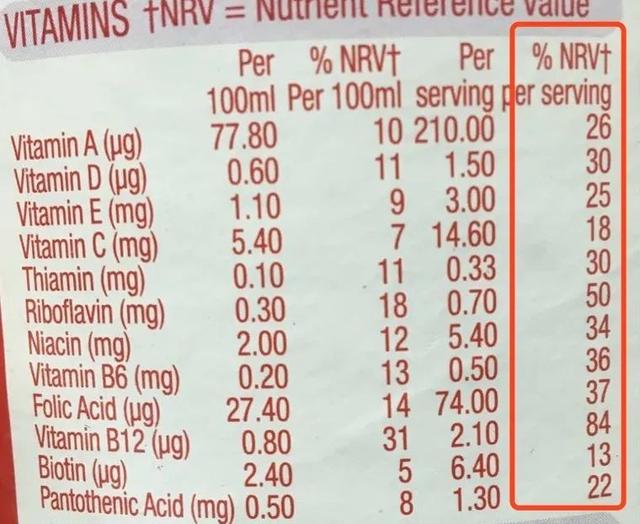 VITAMINS †NRV = Nutrient Reference Value
Per % NRV† Per % NRV†
100ml Per 100ml serving per serving
Vitamin A (µg) 77.80 10 210.00 26
Vitamin D (µg) 0.60 11 1.50 30
Vitamin E (mg) 1.10 9 3.00 25
Vitamin C (mg) 5.40 7 14.60 18
Thiamin (mg) 0.10 11 0.33 30
Riboflavin (mg) 0.30 18 0.70 50
Niacin (mg) 2.00 12 5.40 34
Vitamin B6 (mg) 0.20 13 0.50 36
Folic Acid (µg) 27.40 14 74.00 37
Vitamin B12 (µg) 0.80 31 2.10 84
Biotin (µg) 2.40 5 6.40 13
Pantothenic Acid (mg) 0.50 8 1.30 22